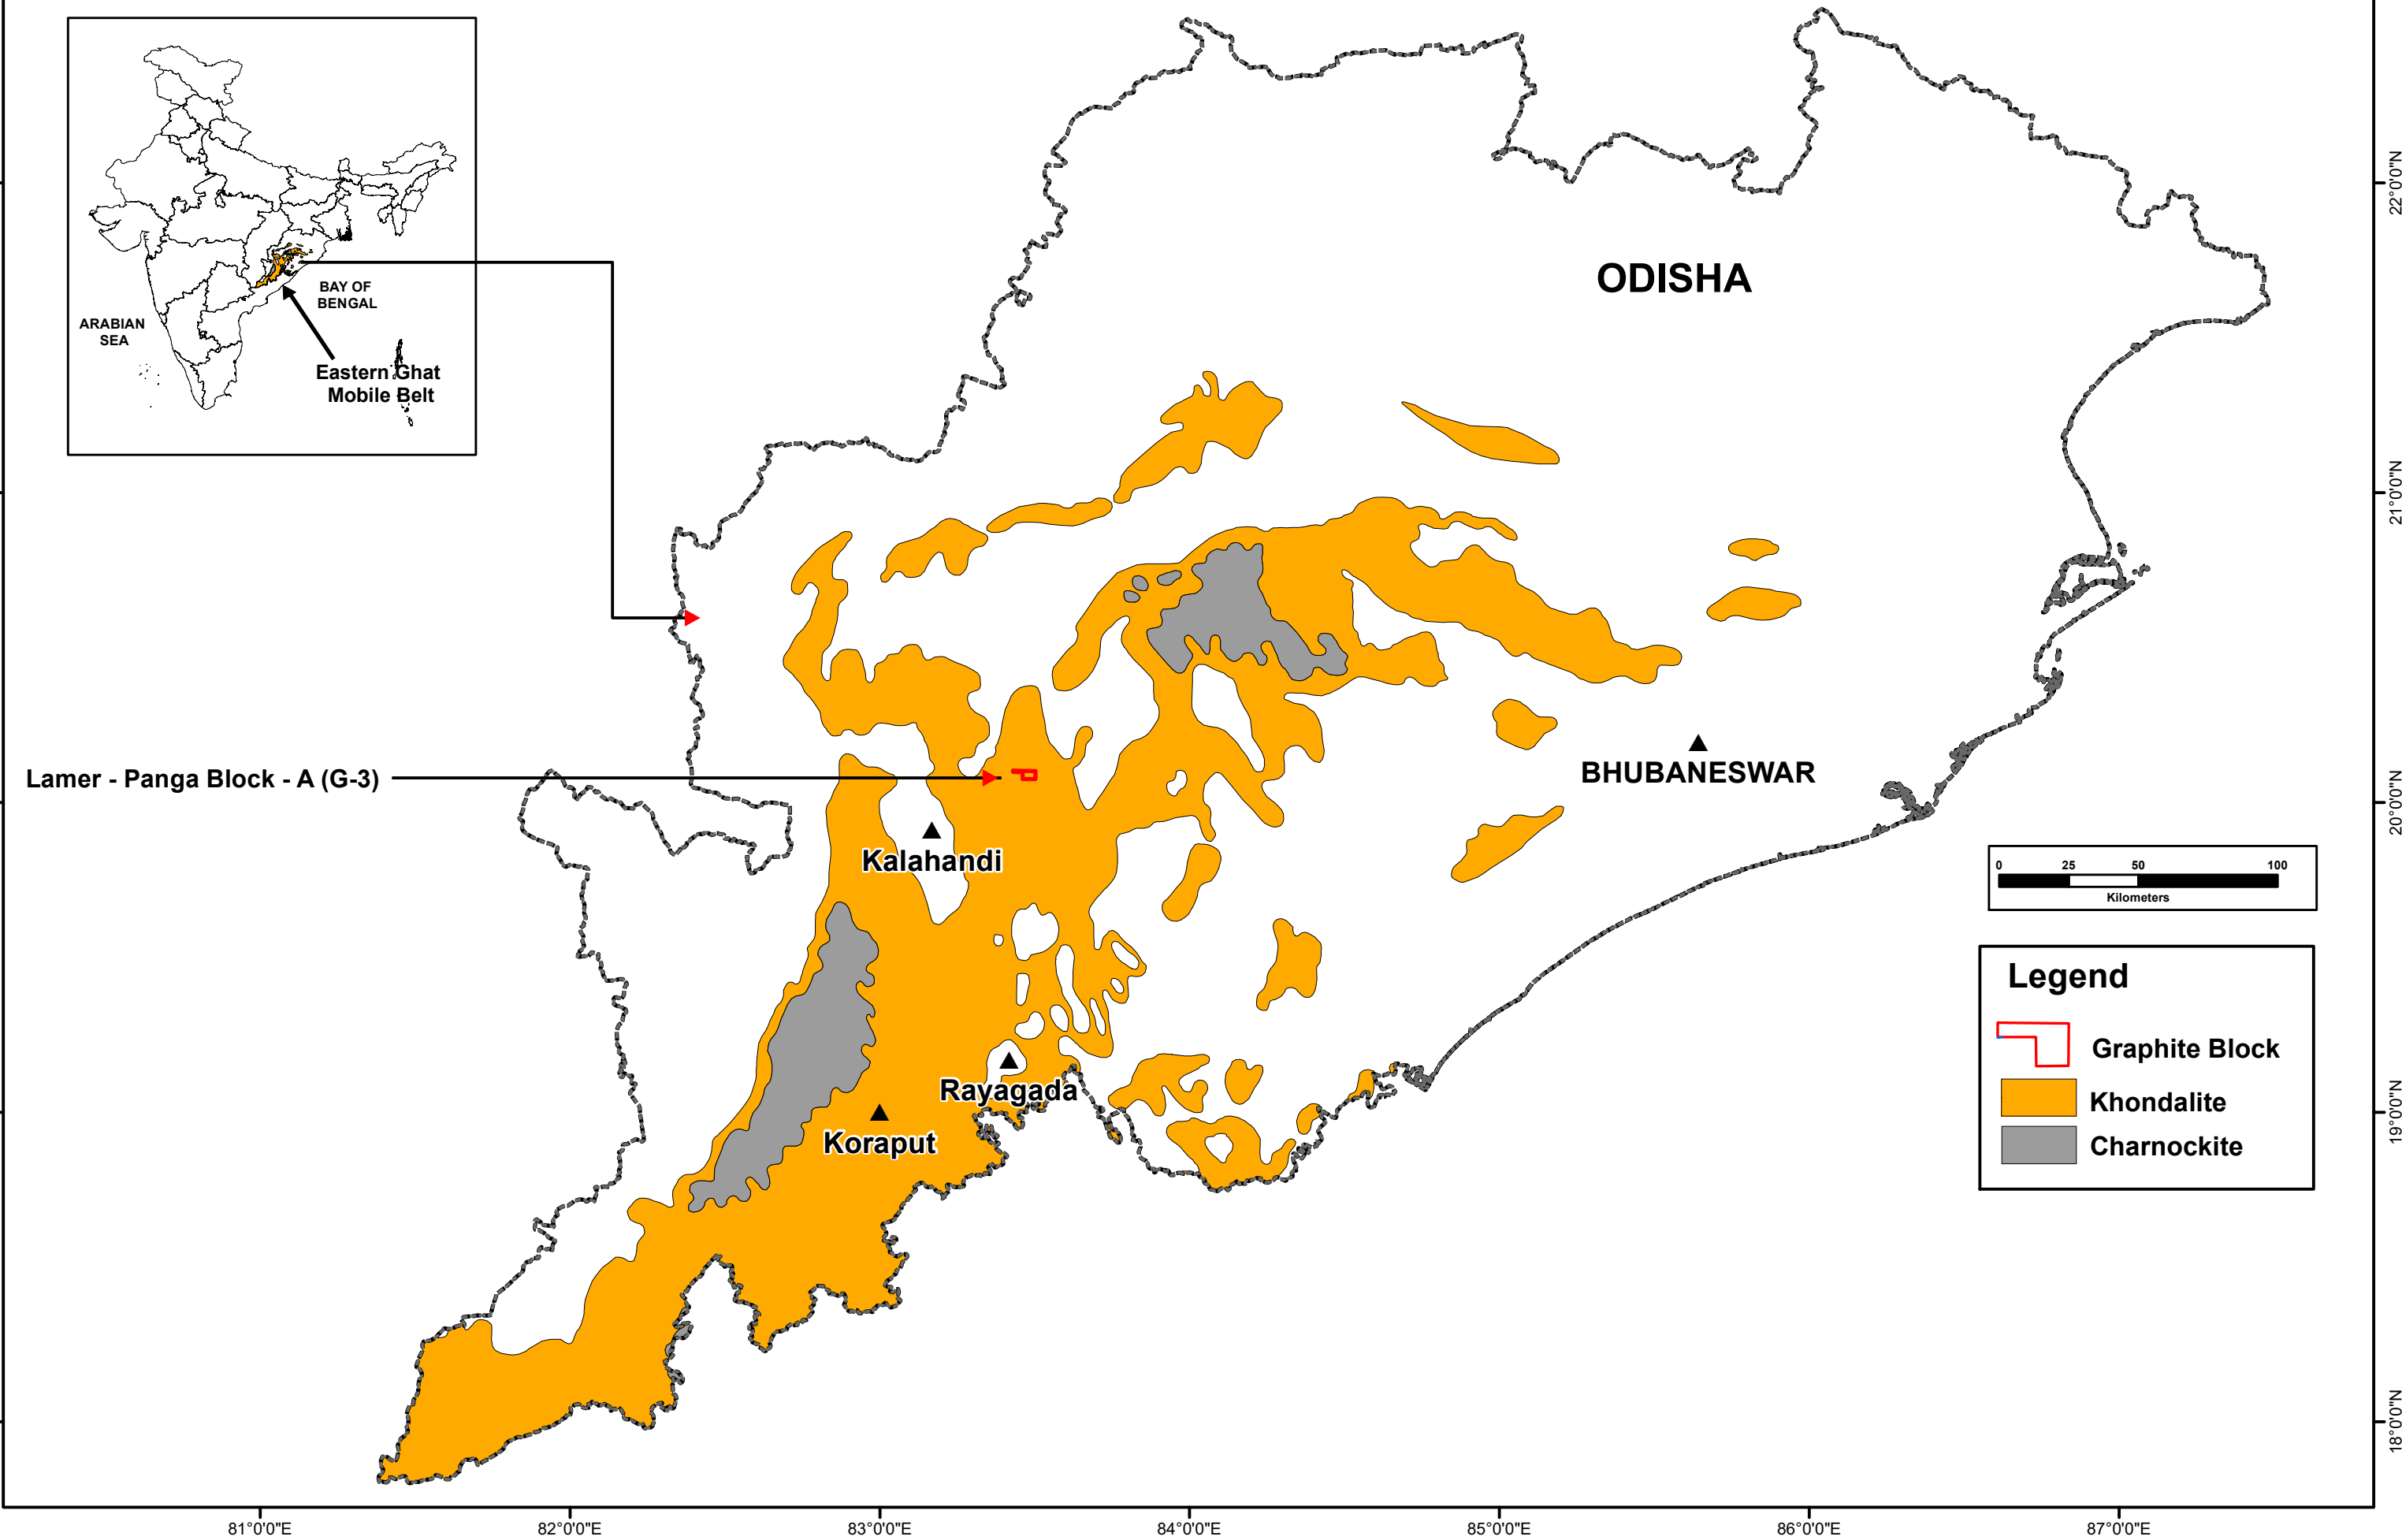 BAY OF
BENGAL
ARABIAN
SEA
Eastern Ghat
Mobile Belt
ODISHA
22°0'0"N
21°0'0"N
Lamer - Panga Block - A (G-3)
BHUBANESWAR
20°0'0"N
Kalahandi
0 25 50 100
Kilometers
Legend
Graphite Block
Khondalite
Charnockite
Rayagada
Koraput
19°0'0"N
18°0'0"N
81°0'0"E 82°0'0"E 83°0'0"E 84°0'0"E 85°0'0"E 86°0'0"E 87°0'0"E